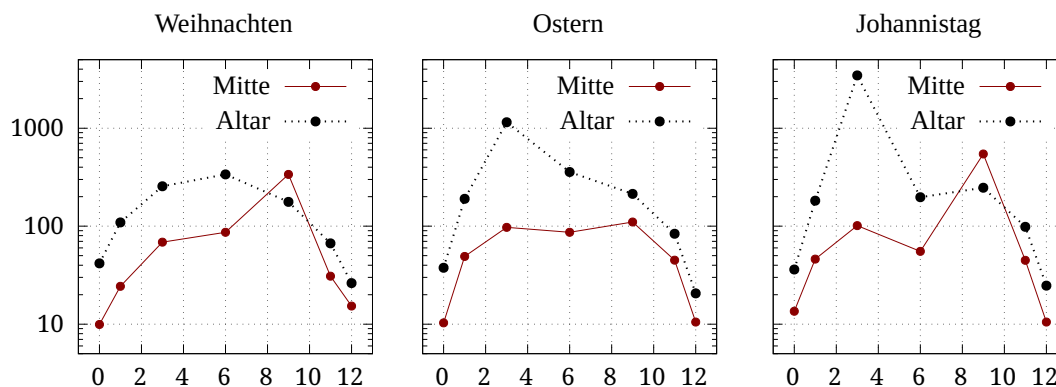 Weihnachten
Ostern
Johannistag
Mitte
Altar
Mitte
Altar
Mitte
Altar
1000
100
10
0 2 4 6 8 10 12
0 2 4 6 8 10 12
0 2 4 6 8 10 12